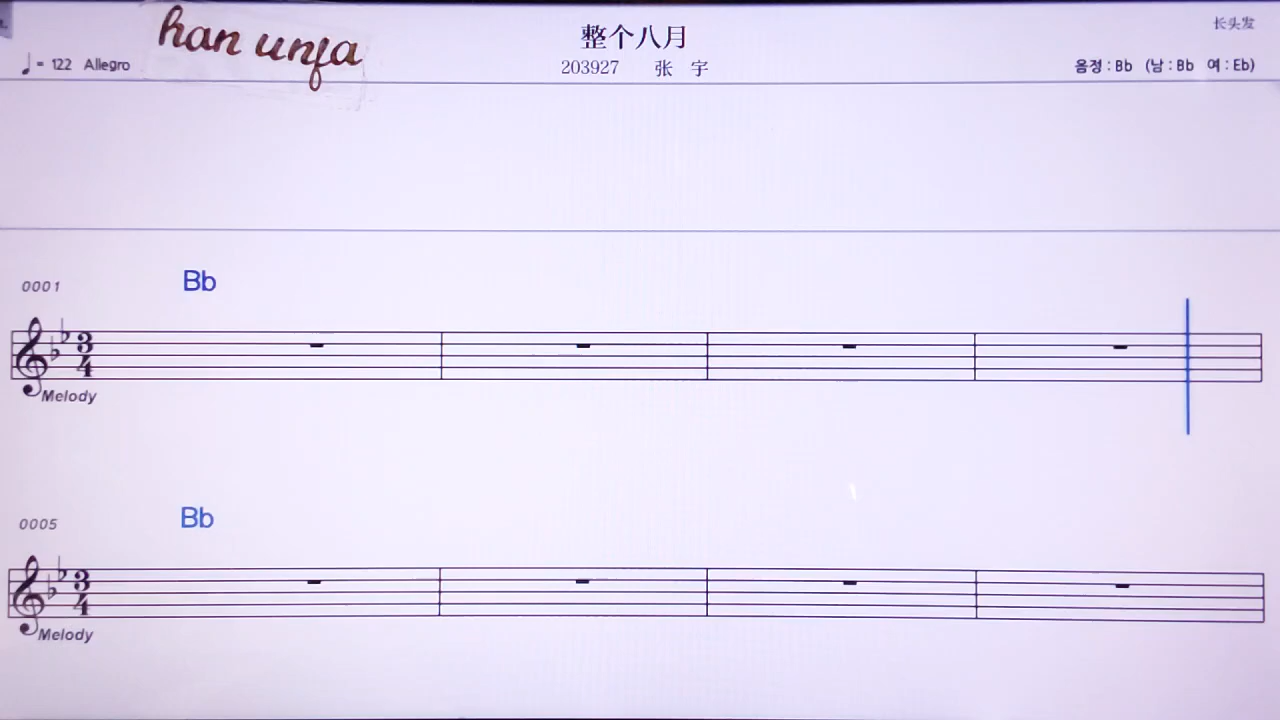 han unfa
整个八月
长头发
♩= 122 Allegro
203927 张 宇
음정 : Bb (남 : Bb 여 : Eb)
0001 Bb
3
4
Melody
0005 Bb
3
4
Melody